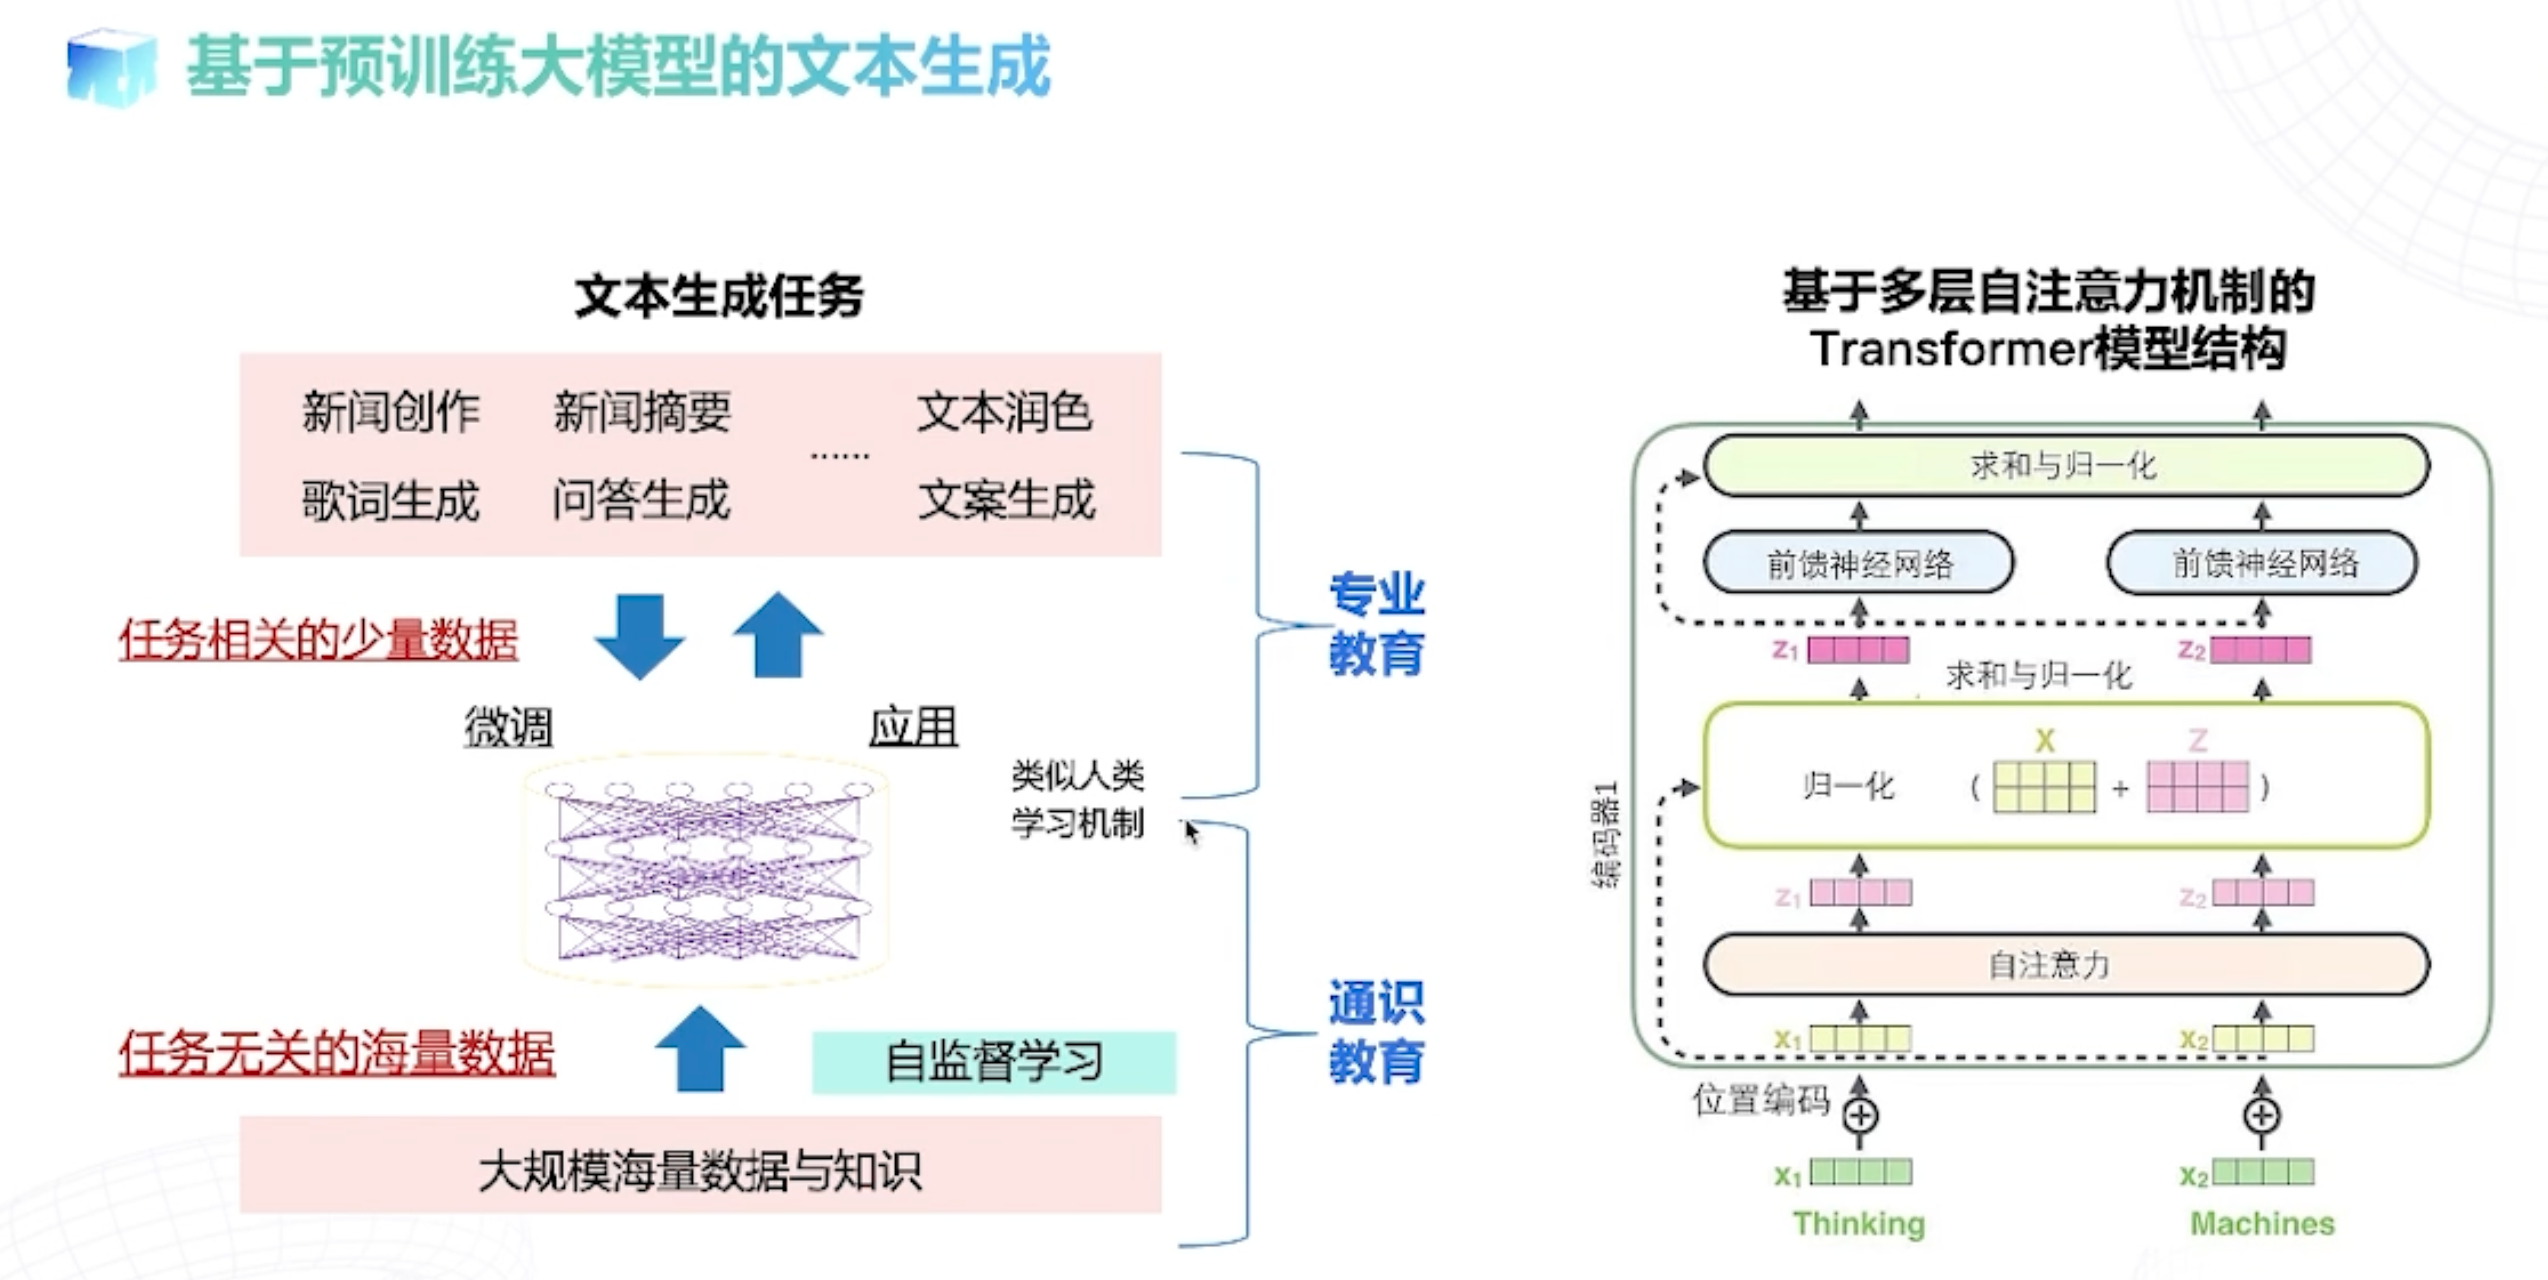 基于预训练大模型的文本生成
文本生成任务
新闻创作 新闻摘要 文本润色
......
歌词生成 问答生成 文案生成
任务相关的少量数据
微调 应用
类似人类
学习机制
专业
教育
任务无关的海量数据
自监督学习
通识
教育
大规模海量数据与知识
基于多层自注意力机制的
Transformer模型结构
求和与归一化
前馈神经网络 前馈神经网络
z1 z2
求和与归一化
X Z
归一化 ( + )
编码器1
z1 z2
自注意力
x1 x2
位置编码
x1 x2
Thinking Machines